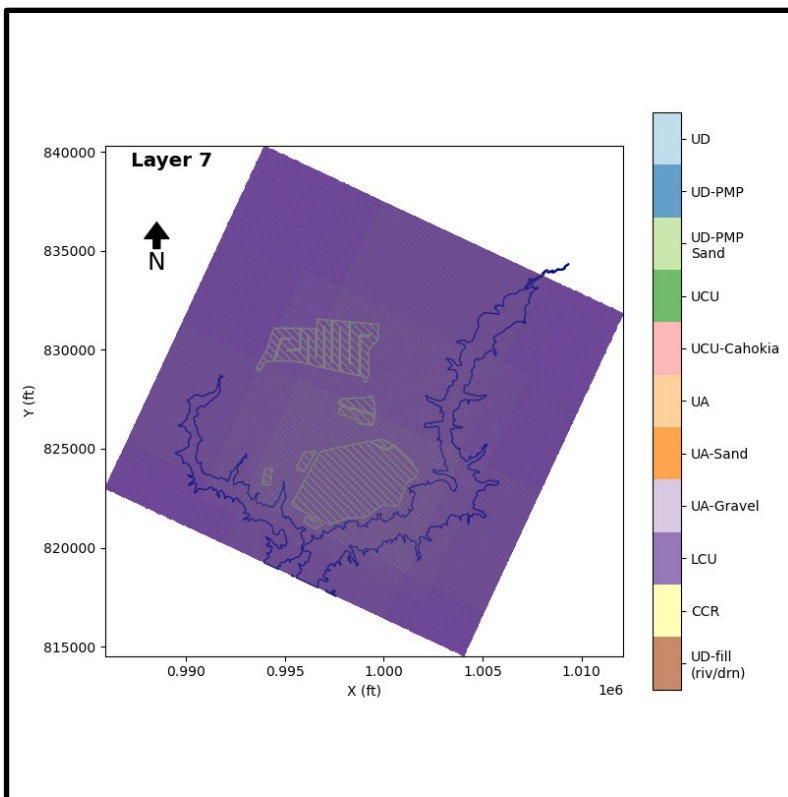 Layer 7
N
840000
835000
830000
825000
820000
815000
Y (ft)
0.990
0.995
1.000
1.005
1.010
1e6
X (ft)
UD
UD-PMP
UD-PMP
Sand
UCU
UCU-Cahokia
UA
UA-Sand
UA-Gravel
LCU
CCR
UD-fill
(riv/drn)